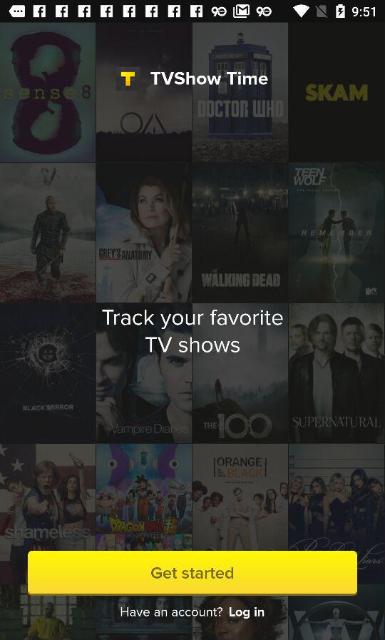 9:51
sense8
OA
DOCTOR WHO
SKAM
T TVShow Time
GREY'S ANATOMY
THE WALKING DEAD
TEEN WOLF
REMEMBER
Track your favorite
TV shows
BLACK MIRROR
Vampire Diaries
THE 100
SUPERNATURAL
shameless
DRAGON BALL
ORANGE
IS THE NEW
BLACK
Get started
Have an account? Log in